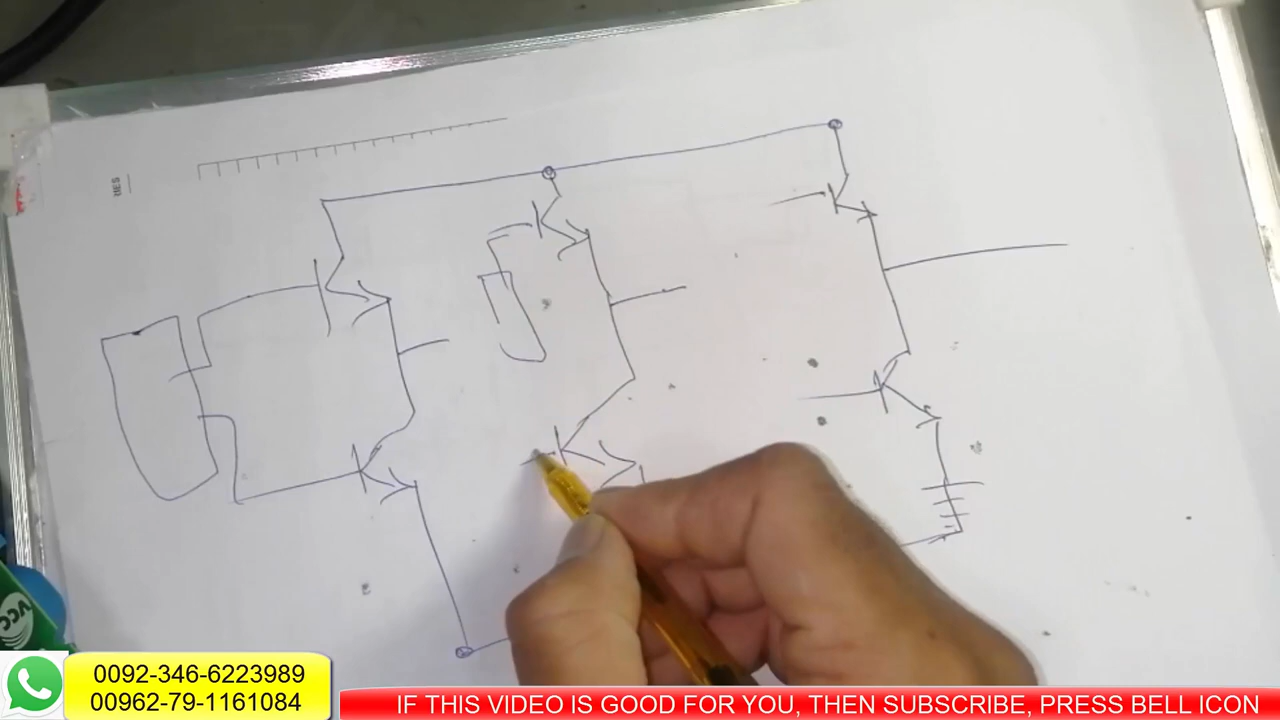 0092-346-6223989
00962-79-1161084
IF THIS VIDEO IS GOOD FOR YOU, THEN SUBSCRIBE, PRESS BELL ICON